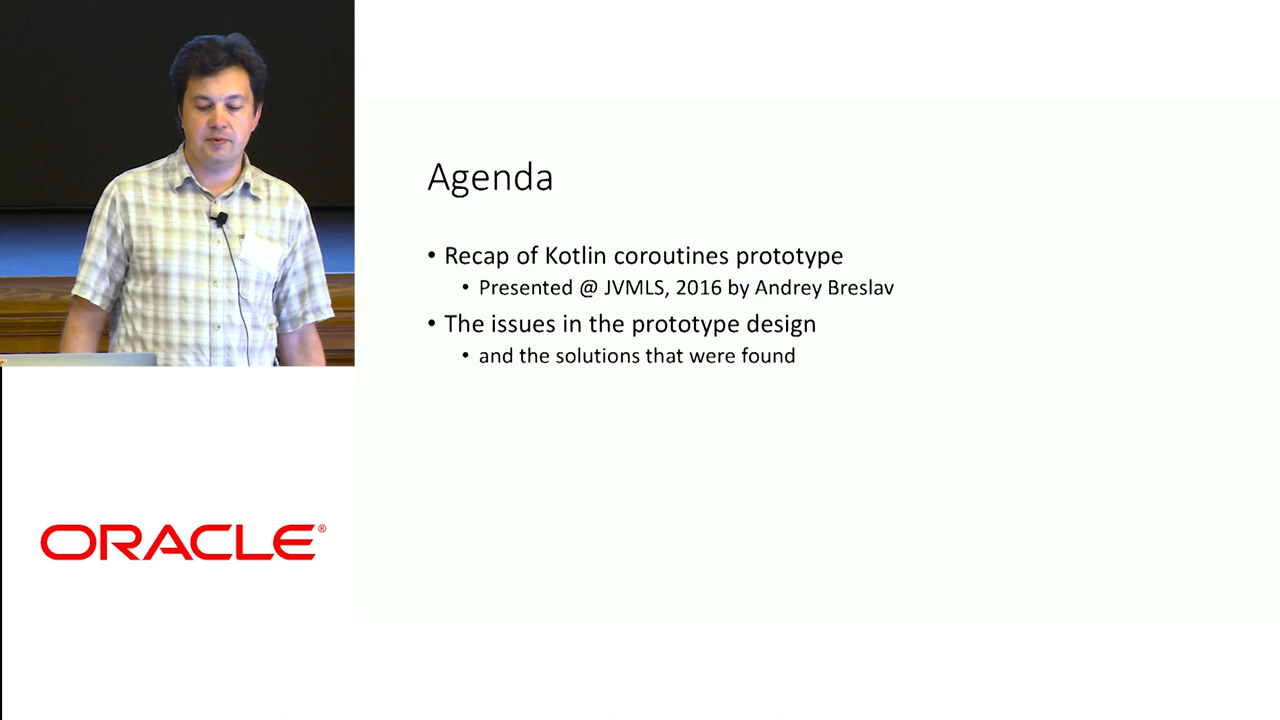 Agenda
• Recap of Kotlin coroutines prototype
• Presented @ JVMLS, 2016 by Andrey Breslav
• The issues in the prototype design
• and the solutions that were found
ORACLE®